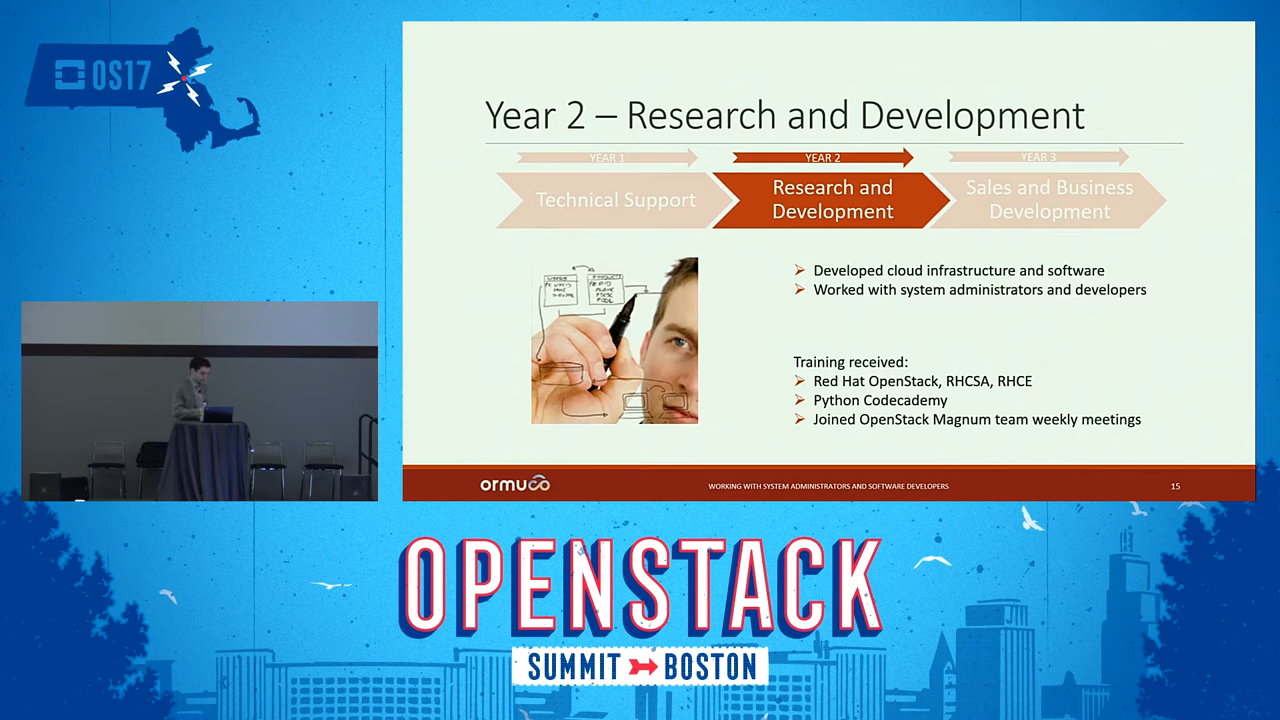 OS17
Year 2 – Research and Development
YEAR 1
YEAR 2
YEAR 3
Technical Support
Research and
Development
Sales and Business
Development
➢ Developed cloud infrastructure and software
➢ Worked with system administrators and developers
Training received:
➢ Red Hat OpenStack, RHCSA, RHCE
➢ Python Codecademy
➢ Joined OpenStack Magnum team weekly meetings
ormuco
WORKING WITH SYSTEM ADMINISTRATORS AND SOFTWARE DEVELOPERS
15
OPENSTACK
SUMMIT BOSTON